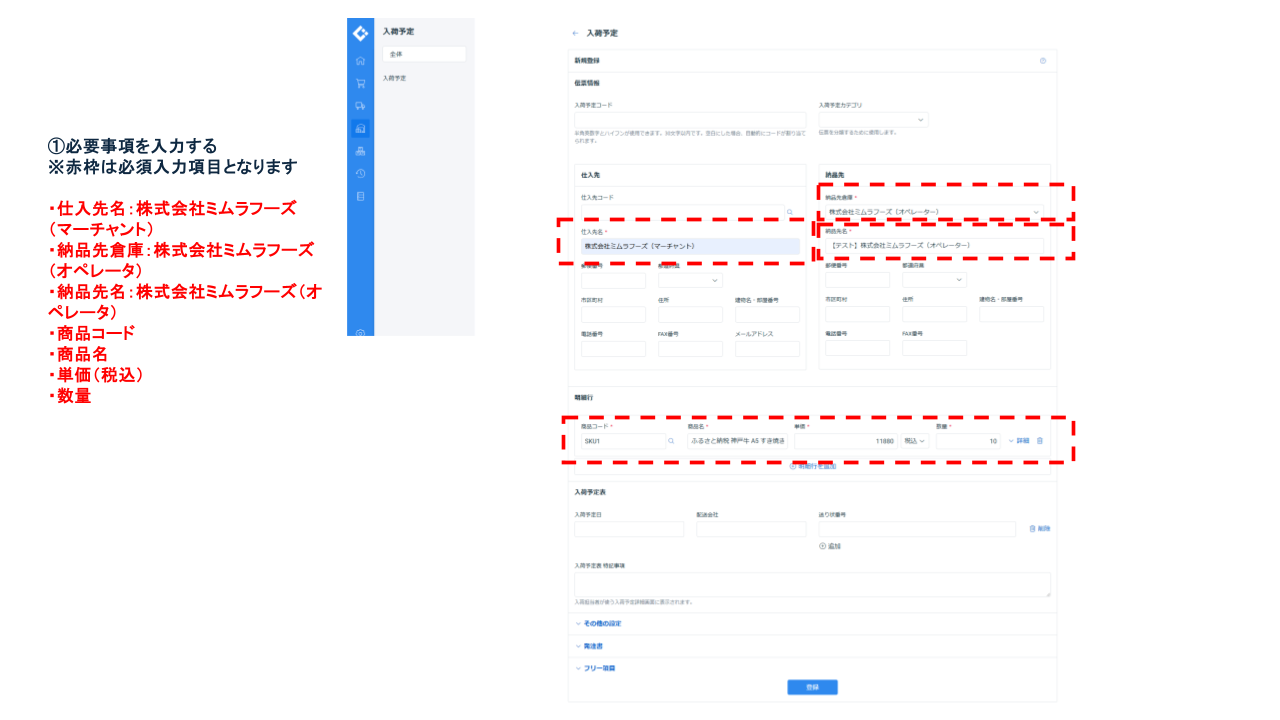 ①必要事項を入力する
※赤枠は必須入力項目となります
・仕入先名：株式会社ミムラフーズ
（マーチャント）
・納品先倉庫：株式会社ミムラフーズ
（オペレータ）
・納品先名：株式会社ミムラフーズ（オ
ペレータ）
・商品コード
・商品名
・単価（税込）
・数量
入荷予定
全体
入荷予定
← 入荷予定
新規登録
伝票情報
入荷予定コード
入荷予定カテゴリ
半角英数字とハイフンが使用できます。30文字以内です。空白にした場合、自動的にコードが割り当て
られます。
伝票を分類するために使用します。
仕入先
納品先
仕入先コード
納品先倉庫 *
株式会社ミムラフーズ（オペレーター）
仕入先名 *
納品先名 *
株式会社ミムラフーズ（マーチャント）
【テスト】株式会社ミムラフーズ（オペレーター）
郵便番号 都道府県
郵便番号 都道府県
市区町村 住所 建物名・部屋番号
市区町村 住所 建物名・部屋番号
電話番号 FAX番号 メールアドレス
電話番号 FAX番号
明細行
商品コード * 商品名 * 単価 * 数量 *
SKU1 ふるさと納税 神戸牛 A5 すき焼き 11880 税込 10 詳細
明細行を追加
入荷予定表
入荷予定日 配送会社 送り状番号
削除
追加
入荷予定表 特記事項
入荷担当者が使う入荷予定詳細画面に表示されます。
その他の設定
発注書
フリー項目
登録